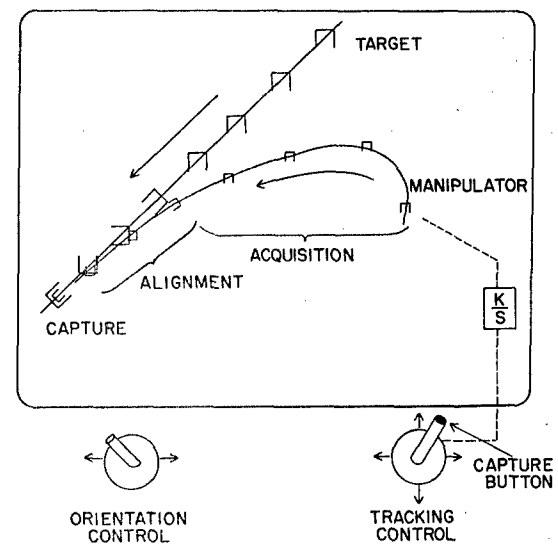 TARGET
MANIPULATOR
ACQUISITION
ALIGNMENT
CAPTURE
K
S
ORIENTATION
CONTROL
TRACKING
CONTROL
CAPTURE
BUTTON